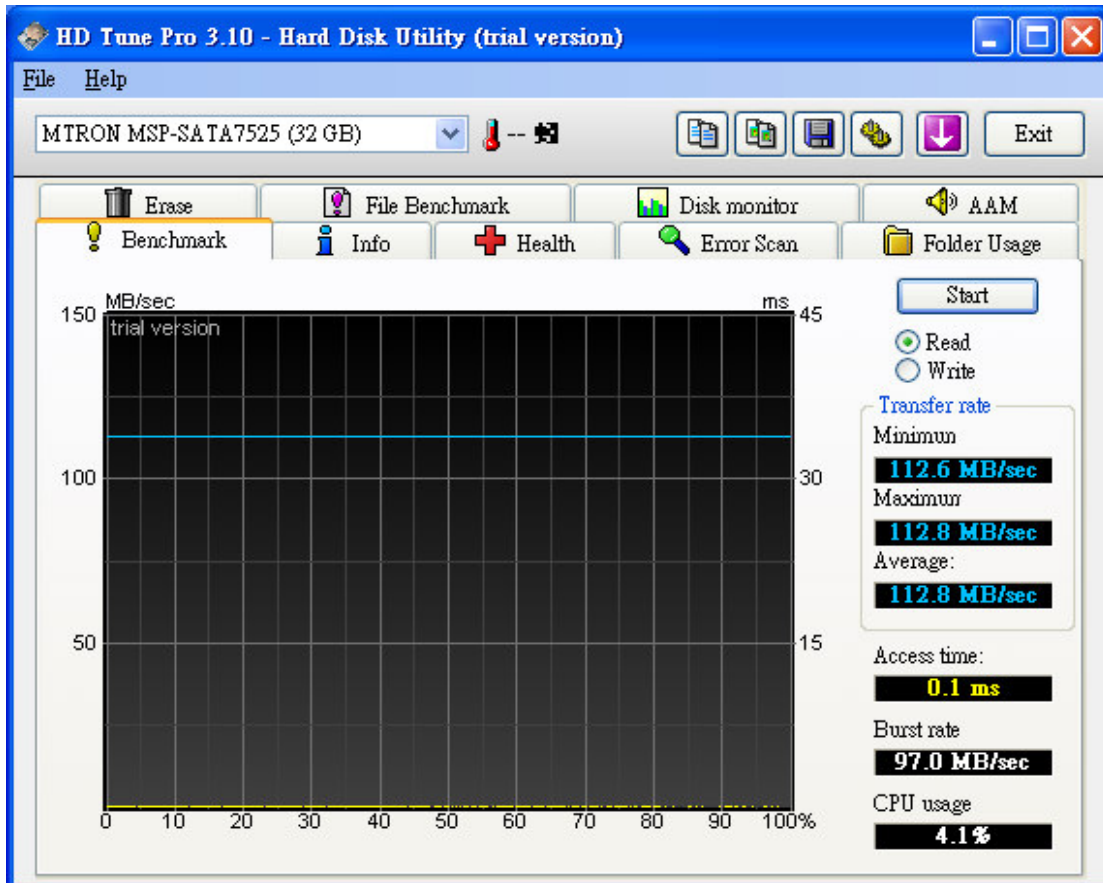 HD Tune Pro 3.10 - Hard Disk Utility (trial version)
File Help
MTRON MSP-SATA7525 (32 GB)
--
Exit
Erase
File Benchmark
Disk monitor
AAM
Benchmark
Info
Health
Error Scan
Folder Usage
MB/sec
ms
150
45
trial version
100
30
50
15
0 10 20 30 40 50 60 70 80 90 100%
Start
Read
Write
Transfer rate
Minimun
112.6 MB/sec
Maximum
112.8 MB/sec
Average:
112.8 MB/sec
Access time:
0.1 ms
Burst rate
97.0 MB/sec
CPU usage
4.1%